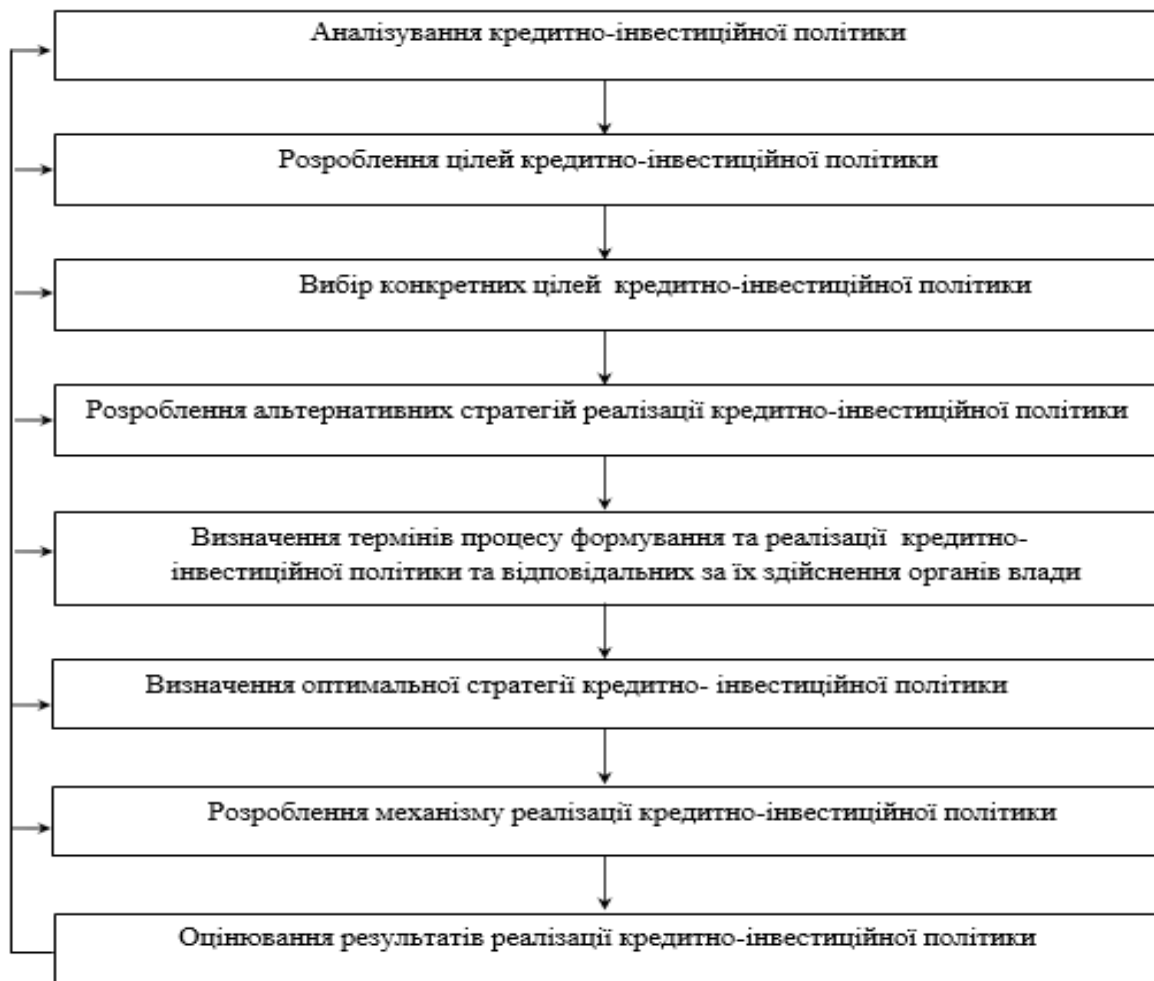 Аналізування кредитно-інвестиційної політики
Розроблення цілей кредитно-інвестиційної політики
Вибір конкретних цілей кредитно-інвестиційної політики
Розроблення альтернативних стратегій реалізації кредитно-інвестиційної політики
Визначення термінів процесу формування та реалізації кредитно-
інвестиційної політики та відповідальних за їх здійснення органів влади
Визначення оптимальної стратегії кредитно- інвестиційної політики
Розроблення механізму реалізації кредитно-інвестиційної політики
Оцінювання результатів реалізації кредитно-інвестиційної політики